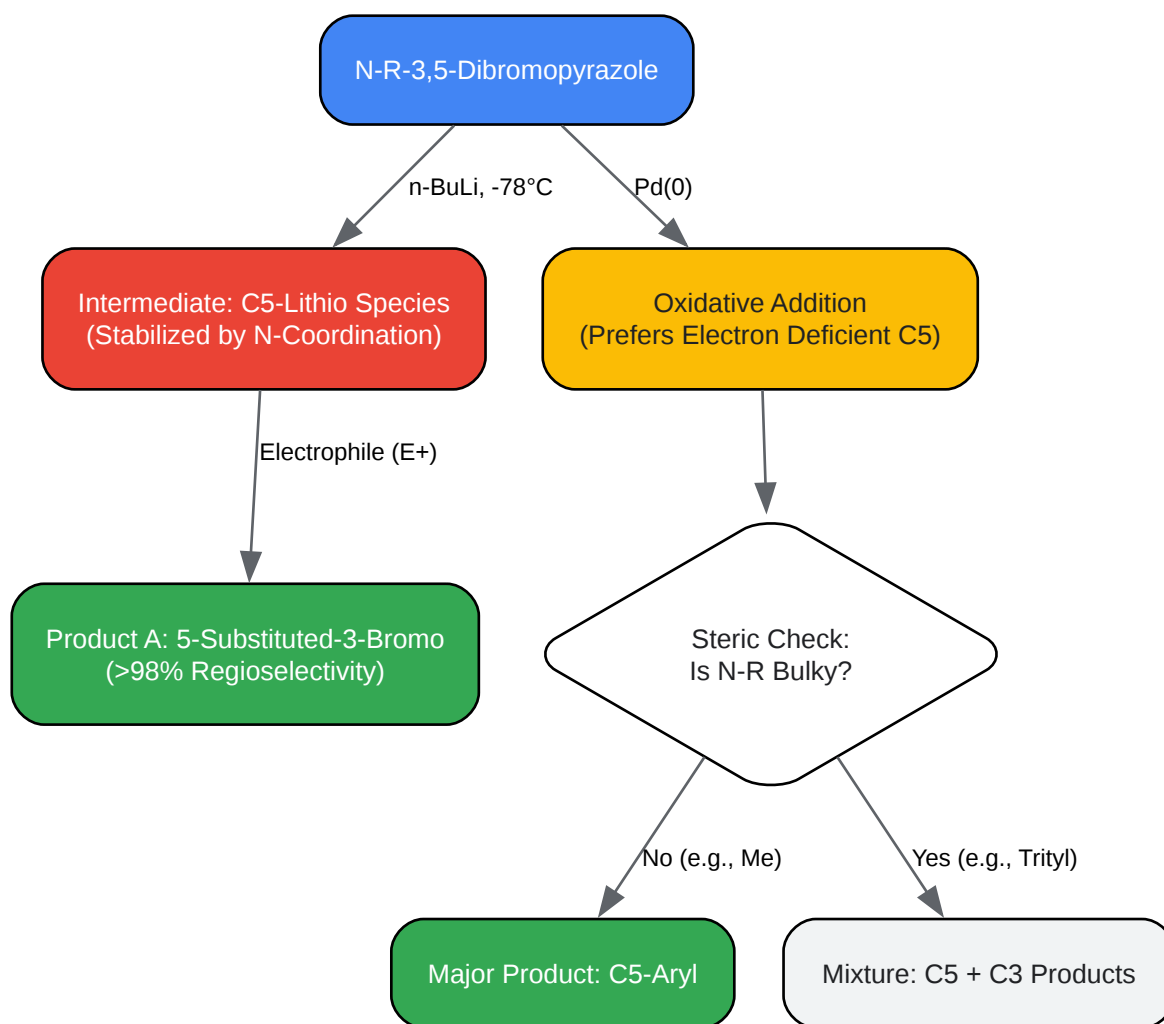 N-R-3,5-Dibromopyrazole
n-BuLi, -78°C
Pd(0)
Intermediate: C5-Lithio Species
(Stabilized by N-Coordination)
Oxidative Addition
(Prefers Electron Deficient C5)
Electrophile (E+)
Product A: 5-Substituted-3-Bromo
(>98% Regioselectivity)
Steric Check:
Is N-R Bulky?
No (e.g., Me)
Yes (e.g., Trityl)
Major Product: C5-Aryl
Mixture: C5 + C3 Products